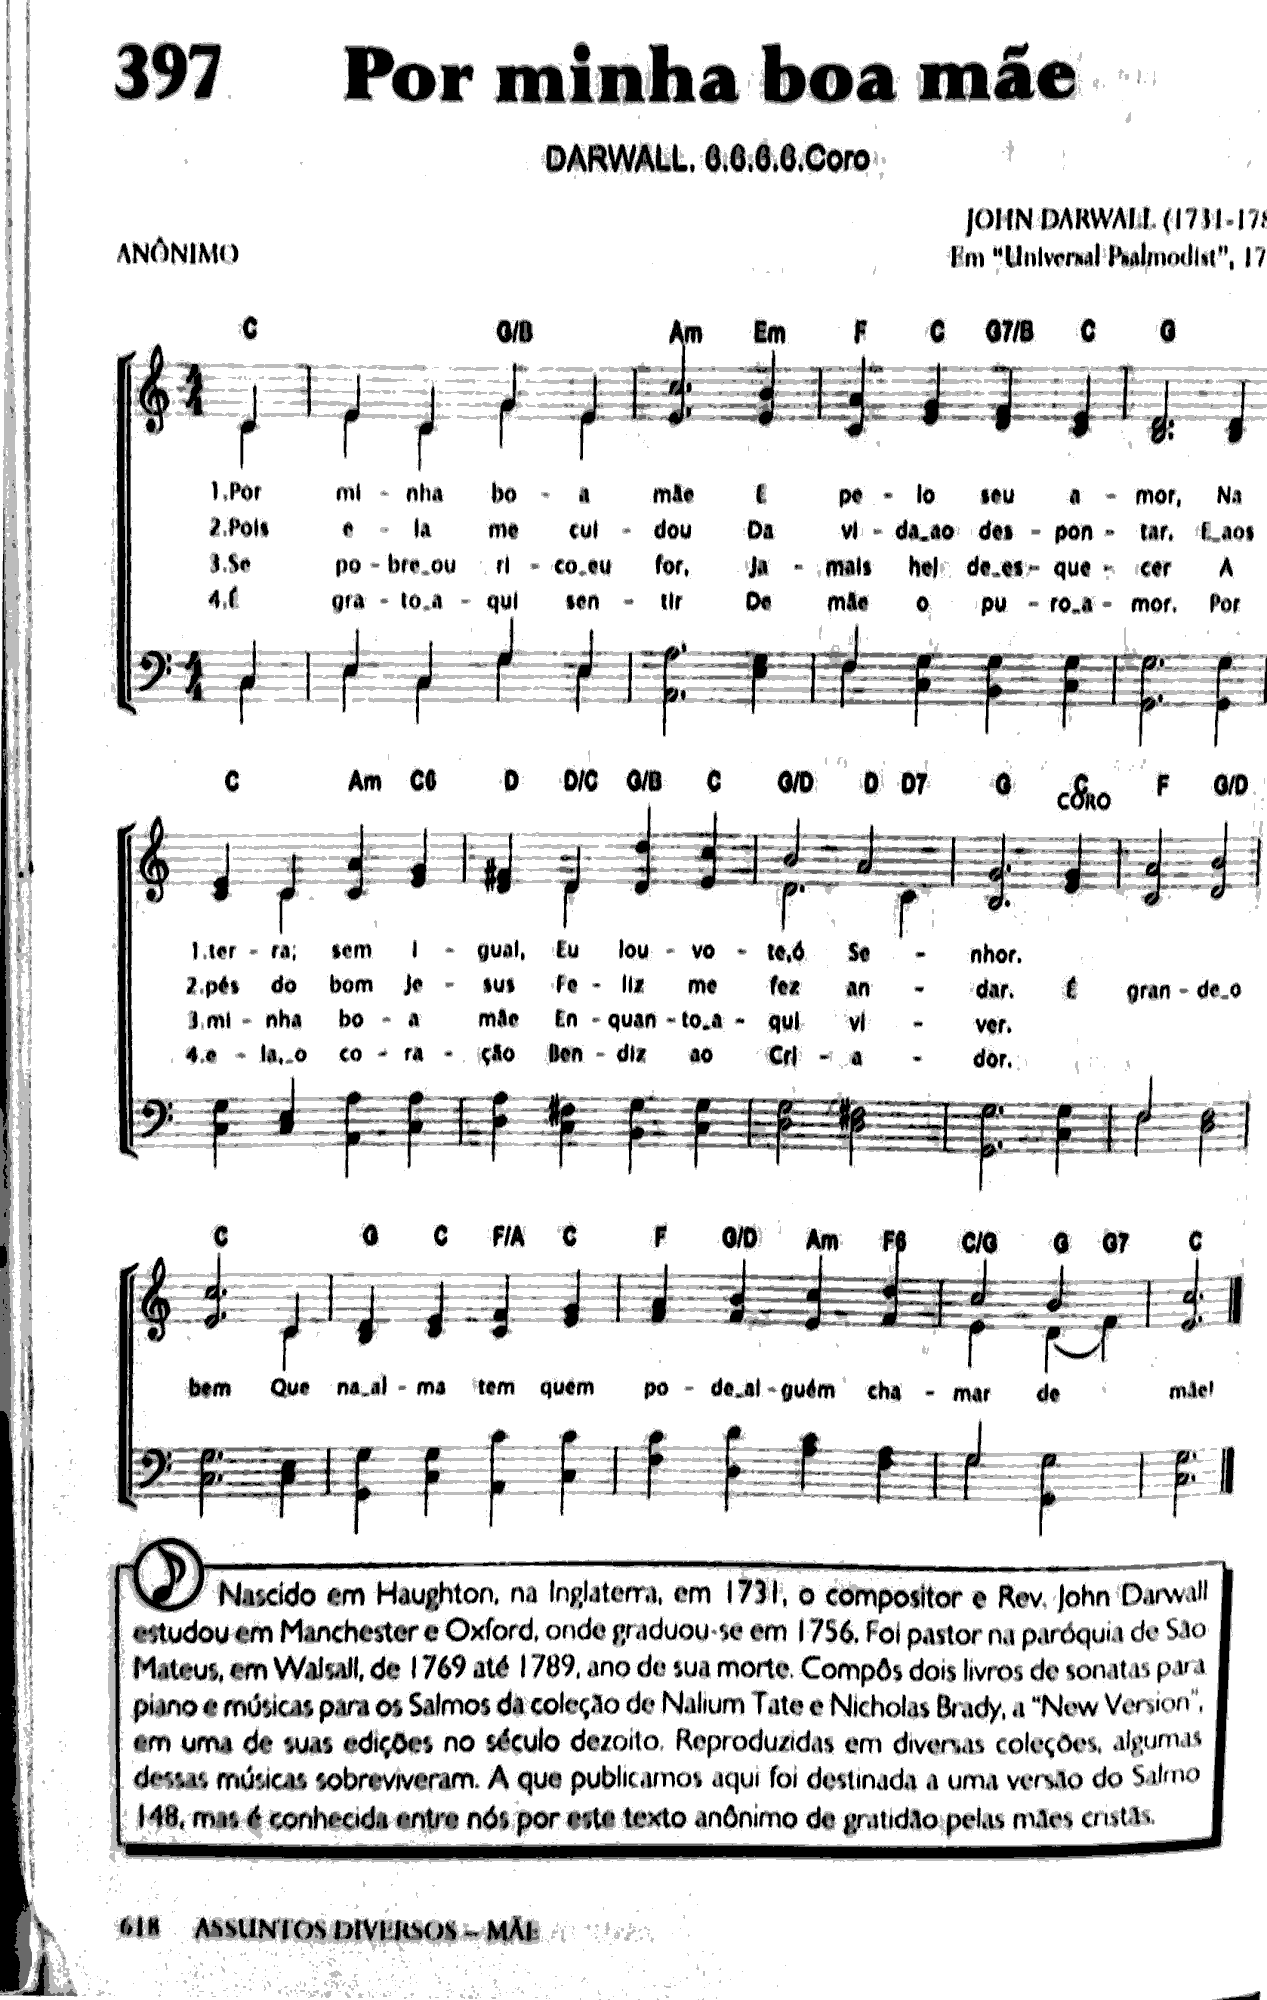 397 Por minha boa mãe
DARWALL. 6.6.6.6.Coro
JOHN DARWALL (1731-178
ANÔNIMO
Em "Universal Psalmodist", 17
C G/B Am Em F C G7/B C G
1.Por mi - nha bo - a mãe E pe - lo seu a - mor, Na
2.Pois e - la me cui - dou Da vi - da_ao des - pon - tar. E_aos
3.Se po - bre_ou ri - co_eu for, Ja - mais hei de_es - que - cer A
4.É gra - to_a - qui sen - tir De mãe o pu - ro_a - mor. Por
C Am C6 D D/C G/B C G/D D D7 G C F G/D
CORO
1.ter - ra; sem i - gual, Eu lou - vo - te,ó Se - nhor.
2.pés do bom Je - sus Fe - liz me fez an - dar. É gran - de_o
3.mi - nha bo - a mãe En - quan - to_a - qui vi - ver.
4.e - la,_o co - ra - ção Ben - diz ao Cri - a - dor.
C G C F/A C F G/D Am F6 C/G G G7 C
bem Que na_al - ma tem quem po - de_al - guém cha - mar de mãe!
Nascido em Haughton, na Inglaterra, em 1731, o compositor e Rev. John Darwall
estudou em Manchester e Oxford, onde graduou-se em 1756. Foi pastor na paróquia de São
Mateus, em Walsall, de 1769 até 1789, ano de sua morte. Compôs dois livros de sonatas para
piano e músicas para os Salmos da coleção de Nalium Tate e Nicholas Brady, a "New Version",
em uma de suas edições no século dezoito. Reproduzidas em diversas coleções, algumas
dessas músicas sobreviveram. A que publicamos aqui foi destinada a uma versão do Salmo
148, mas é conhecida entre nós por este texto anônimo de gratidão pelas mães cristãs.
618 ASSUNTOS DIVERSOS – MÃE